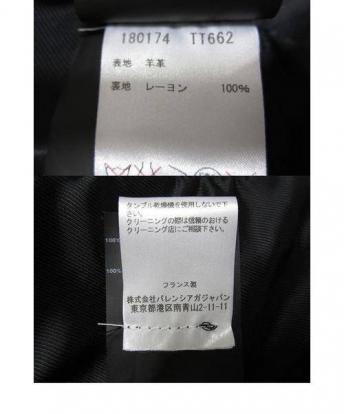 180174 TT662
表地 羊革
裏地 レーヨン 100%
タンブル乾燥機を使用しないで下
さい。
クリーニングの際は信頼のおける
クリーニング店にご相談下さい。
100%
100%
フランス製
株式会社バレンシアガジャパン
東京都港区南青山2-11-11